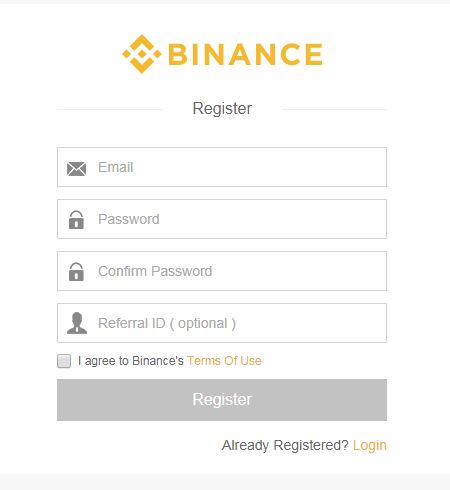 BINANCE
Register
Email
Password
Confirm Password
Referral ID ( optional )
I agree to Binance's Terms Of Use
Register
Already Registered? Login